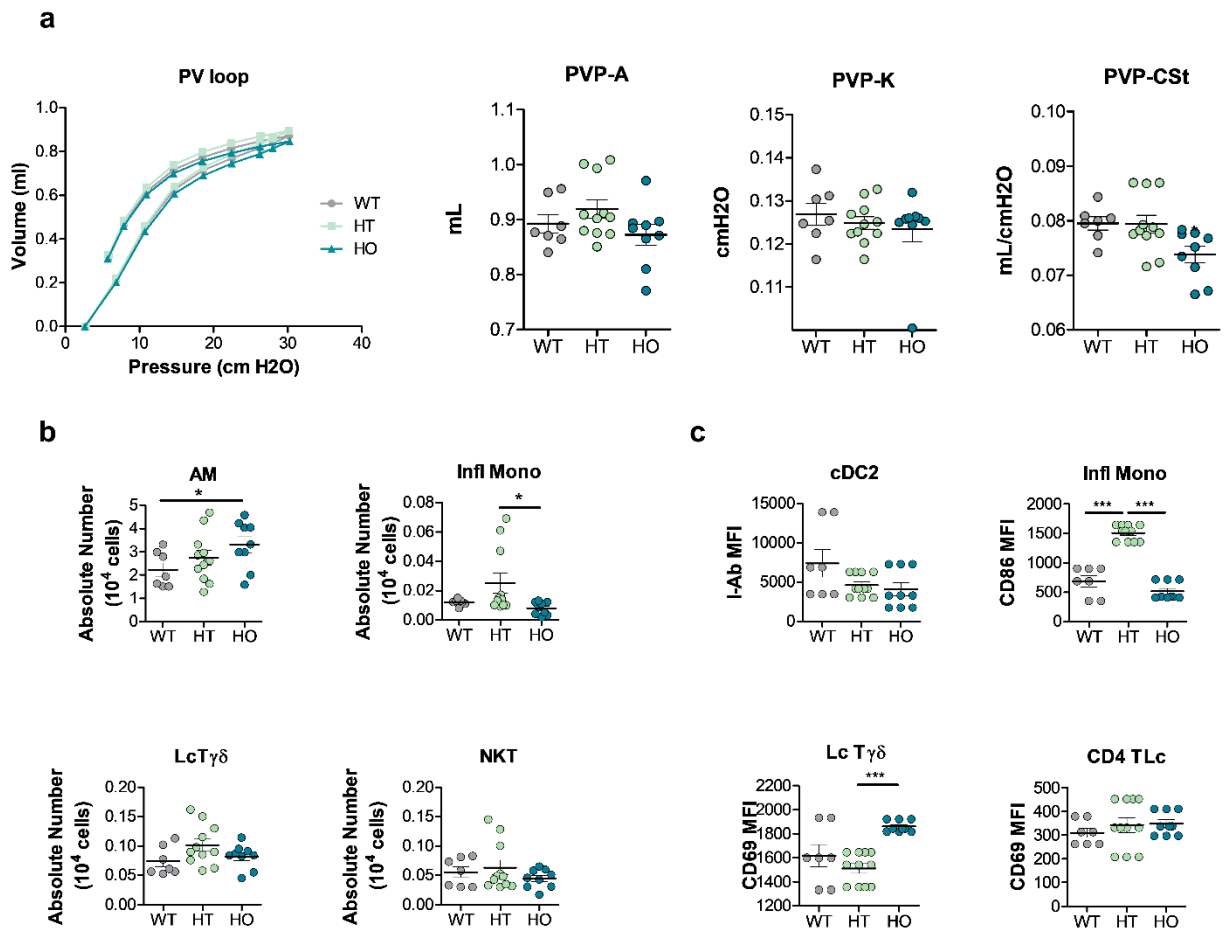 a
PV loop
Volume (ml)
1.0
0.8
0.6
0.4
0.2
0.0
0
10
20
30
40
Pressure (cm H2O)
WT
HT
HO
PVP-A
mL
1.0
0.9
0.8
0.7
WT
HT
HO
PVP-K
cmH2O
0.15
0.14
0.13
0.12
0.11
0.10
WT
HT
HO
PVP-CSt
mL/cmH2O
0.10
0.09
0.08
0.07
0.06
WT
HT
HO
b
AM
Absolute Number
(10⁴ cells)
5
4
3
2
1
0
*
WT
HT
HO
Infl Mono
Absolute Number
(10⁴ cells)
0.08
0.06
0.04
0.02
0.00
*
WT
HT
HO
LcTγδ
Absolute Number
(10⁴ cells)
0.20
0.15
0.10
0.05
0.00
WT
HT
HO
NKT
Absolute Number
(10⁴ cells)
0.20
0.15
0.10
0.05
0.00
WT
HT
HO
c
cDC2
I-Ab MFI
15000
10000
5000
0
WT
HT
HO
Infl Mono
CD86 MFI
2000
1500
1000
500
0
***
***
WT
HT
HO
Lc Tγδ
CD69 MFI
2200
2000
1800
1600
1400
1200
***
WT
HT
HO
CD4 TLc
CD69 MFI
500
400
300
200
100
0
WT
HT
HO